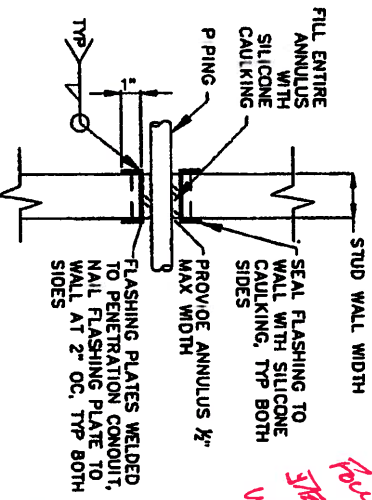 FILL ENTIRE
ANNULUS
WITH
SILICONE
CAULKING
PIPING
TYP
1"
STUD WALL WIDTH
SEAL FLASHING TO
WALL WITH SILICONE
CAULKING, TYP BOTH
SIDES
PROVIDE ANNULUS ½"
MAX WIDTH
FLASHING PLATES WELDED
TO PENETRATION CONDUIT,
NAIL FLASHING PLATE TO
WALL AT 2" OC, TYP BOTH
SIDES